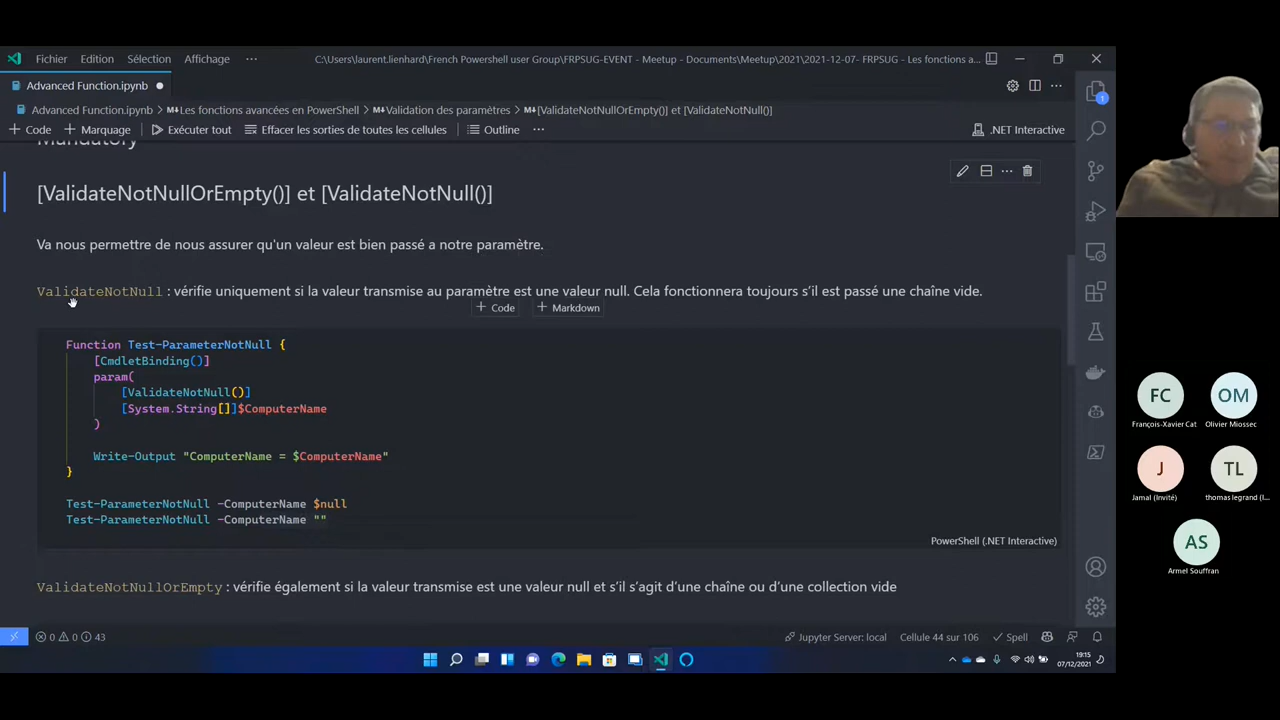 Fichier Edition Sélection Affichage ··· C:\Users\laurent.lienhard\French Powershell user Group\FRPSUG-EVENT - Meetup - Documents\Meetup\2021\2021-12-07- FRPSUG - Les fonctions a...
Advanced Function.ipynb
Advanced Function.ipynb > Les fonctions avancées en PowerShell > Validation des paramètres > [ValidateNotNullOrEmpty()] et [ValidateNotNull()]
+ Code + Marquage Exécuter tout Effacer les sorties de toutes les cellules Outline ··· .NET Interactive
Mandatory
[ValidateNotNullOrEmpty()] et [ValidateNotNull()]
Va nous permettre de nous assurer qu'un valeur est bien passé a notre paramètre.
ValidateNotNull : vérifie uniquement si la valeur transmise au paramètre est une valeur null. Cela fonctionnera toujours s'il est passé une chaîne vide.
+ Code + Markdown
Function Test-ParameterNotNull {
[CmdletBinding()]
param(
[ValidateNotNull()]
[System.String[]]$ComputerName
)
Write-Output "ComputerName = $ComputerName"
}
Test-ParameterNotNull -ComputerName $null
Test-ParameterNotNull -ComputerName ""
PowerShell (.NET Interactive)
ValidateNotNullOrEmpty : vérifie également si la valeur transmise est une valeur null et s'il s'agit d'une chaîne ou d'une collection vide
0 0 43 Jupyter Server: local Cellule 44 sur 106 Spell
19:15
07/12/2021
1
FC
François-Xavier Cat
OM
Olivier Miossec
J
Jamal (Invité)
TL
thomas legrand (I...
AS
Armel Souffran